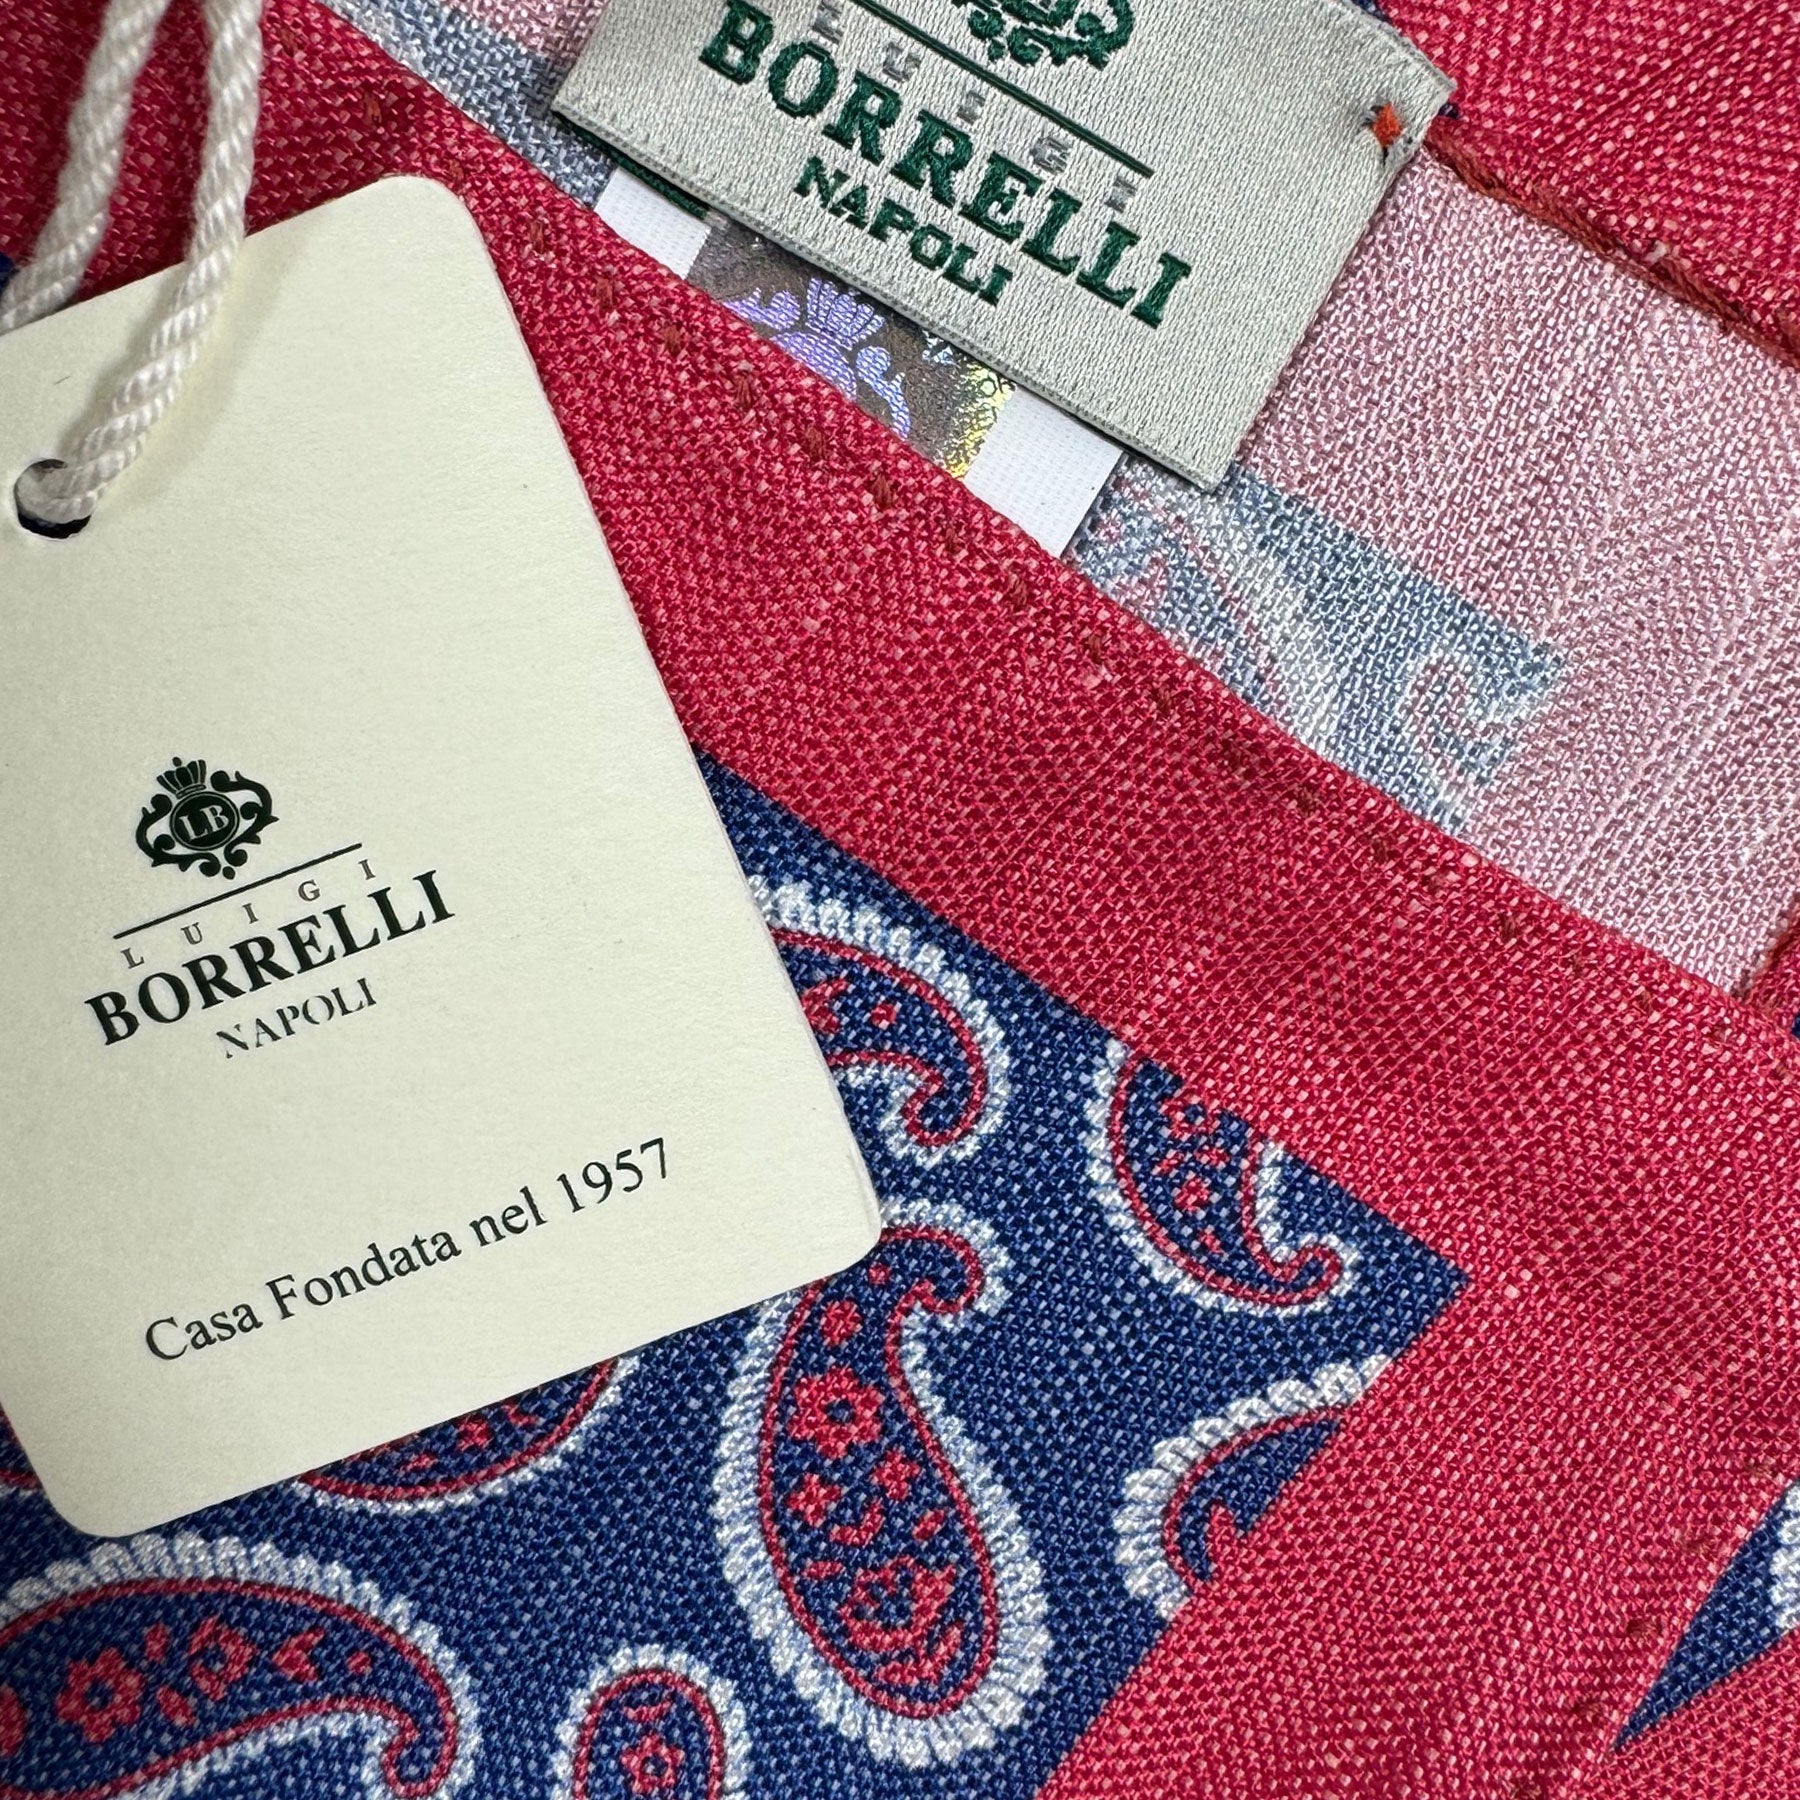 LUIGI
BORRELLI
NAPOLI
LB
LUIGI
BORRELLI
NAPOLI
Casa Fondata nel 1957